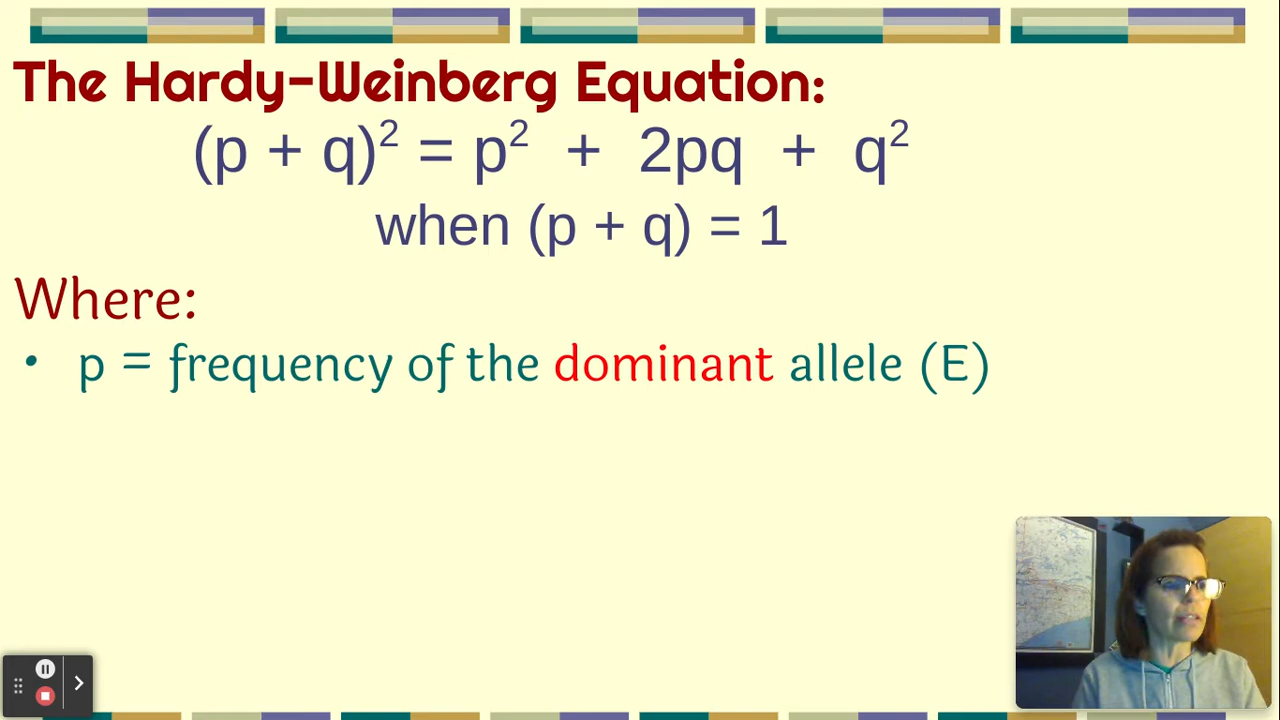 The Hardy-Weinberg Equation:
(p + q)² = p² + 2pq + q²
when (p + q) = 1
Where:
• p = frequency of the dominant allele (E)